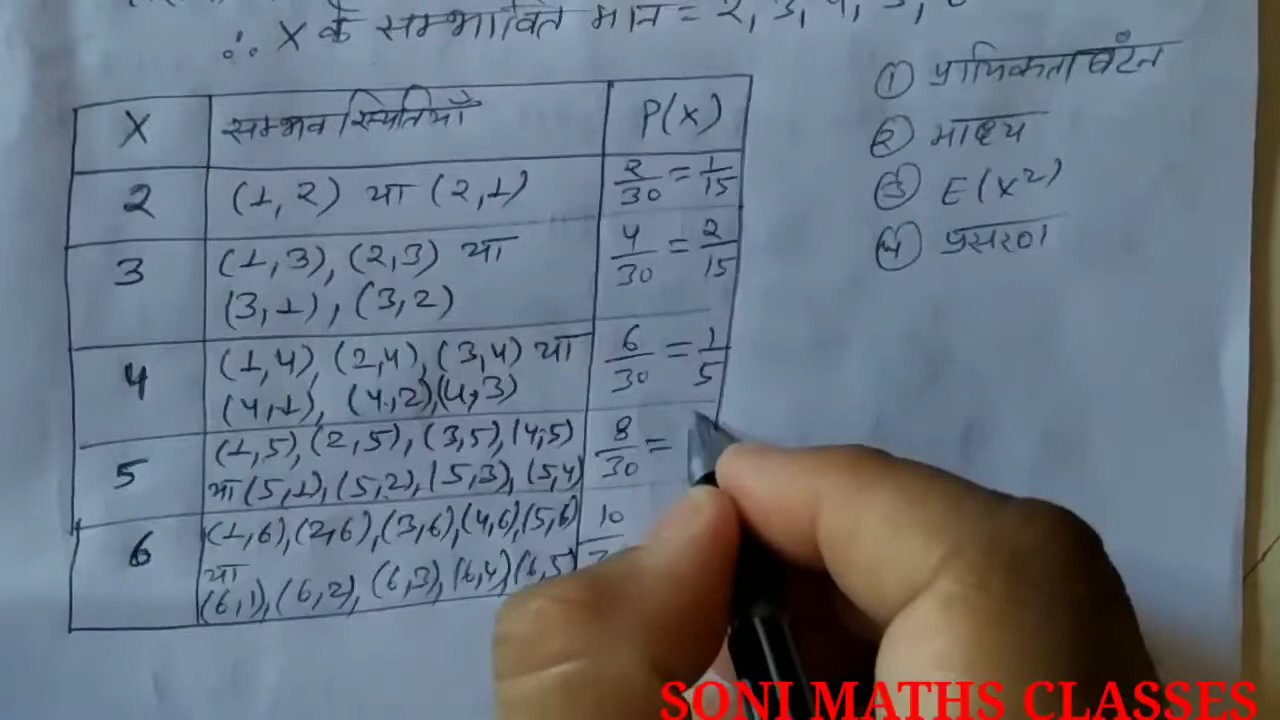 ∴ X के सम्भावित मान = 2, 3, 4, 5, 6
① प्रायिकता बंटन
② माध्य
③ E(X²)
④ प्रसरण
X सम्भव स्थितियाँ P(X)
2 (1,2) या (2,1) 2/30 = 1/15
3 (1,3), (2,3) या
(3,1), (3,2) 4/30 = 2/15
4 (1,4), (2,4), (3,4) या
(4,1), (4,2), (4,3) 6/30 = 1/5
5 (1,5), (2,5), (3,5), (4,5)
या (5,1), (5,2), (5,3), (5,4) 8/30 =
6 (1,6), (2,6), (3,6), (4,6), (5,6) 10
या
(6,1), (6,2), (6,3), (6,4) (6,5)
SONI MATHS CLASSES